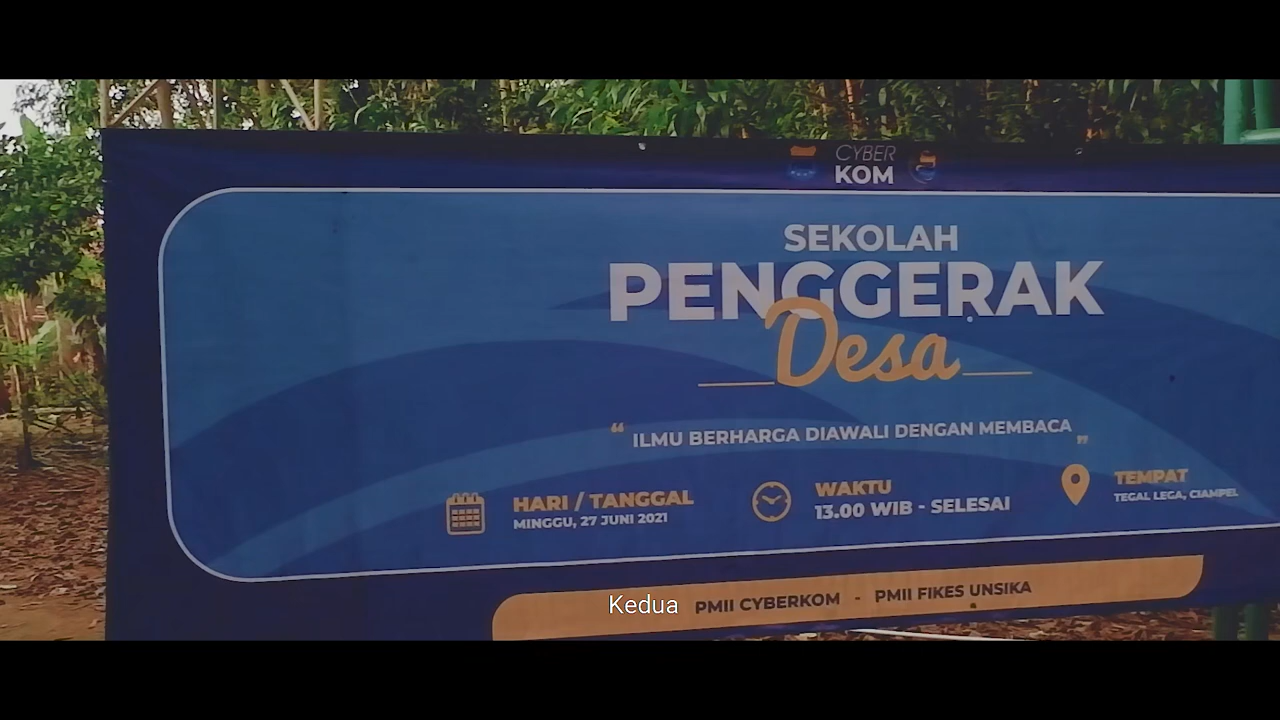 CYBER
KOM
SEKOLAH
PENGGERAK
Desa
“ ILMU BERHARGA DIAWALI DENGAN MEMBACA ”
HARI / TANGGAL
MINGGU, 27 JUNI 2021
WAKTU
13.00 WIB - SELESAI
TEMPAT
TEGAL LEGA, CIAMPEL
PMII CYBERKOM - PMII FIKES UNSIKA
Kedua